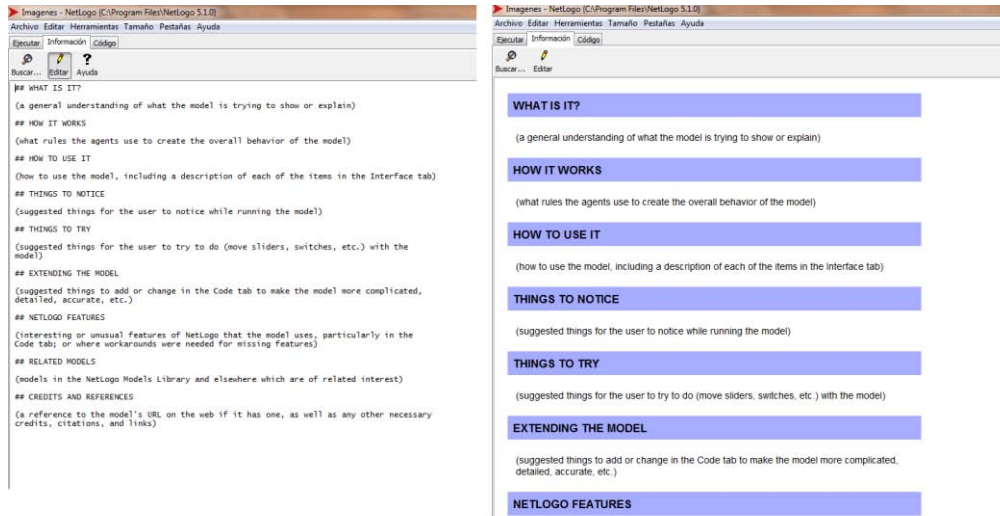 Imagenes - NetLogo {C:\Program Files\NetLogo 5.1.0}
Archivo Editar Herramientas Tamaño Pestañas Ayuda
Ejecutar Información Código
Buscar... Editar Ayuda
## WHAT IS IT?
(a general understanding of what the model is trying to show or explain)
## HOW IT WORKS
(what rules the agents use to create the overall behavior of the model)
## HOW TO USE IT
(how to use the model, including a description of each of the items in the Interface tab)
## THINGS TO NOTICE
(suggested things for the user to notice while running the model)
## THINGS TO TRY
(suggested things for the user to try to do (move sliders, switches, etc.) with the
model)
## EXTENDING THE MODEL
(suggested things to add or change in the Code tab to make the model more complicated,
detailed, accurate, etc.)
## NETLOGO FEATURES
(interesting or unusual features of NetLogo that the model uses, particularly in the
Code tab; or where workarounds were needed for missing features)
## RELATED MODELS
(models in the NetLogo Models Library and elsewhere which are of related interest)
## CREDITS AND REFERENCES
(a reference to the model's URL on the web if it has one, as well as any other necessary
credits, citations, and links)
Imagenes - NetLogo {C:\Program Files\NetLogo 5.1.0}
Archivo Editar Herramientas Tamaño Pestañas Ayuda
Ejecutar Información Código
Buscar... Editar
WHAT IS IT?
(a general understanding of what the model is trying to show or explain)
HOW IT WORKS
(what rules the agents use to create the overall behavior of the model)
HOW TO USE IT
(how to use the model, including a description of each of the items in the Interface tab)
THINGS TO NOTICE
(suggested things for the user to notice while running the model)
THINGS TO TRY
(suggested things for the user to try to do (move sliders, switches, etc.) with the model)
EXTENDING THE MODEL
(suggested things to add or change in the Code tab to make the model more complicated,
detailed, accurate, etc.)
NETLOGO FEATURES